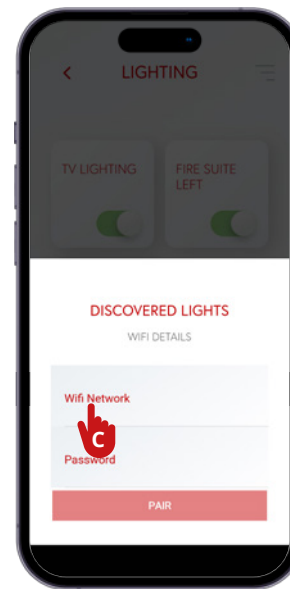 LIGHTING
TV LIGHTING
FIRE SUITE
LEFT
DISCOVERED LIGHTS
WIFI DETAILS
Wifi Network
C
Password
PAIR